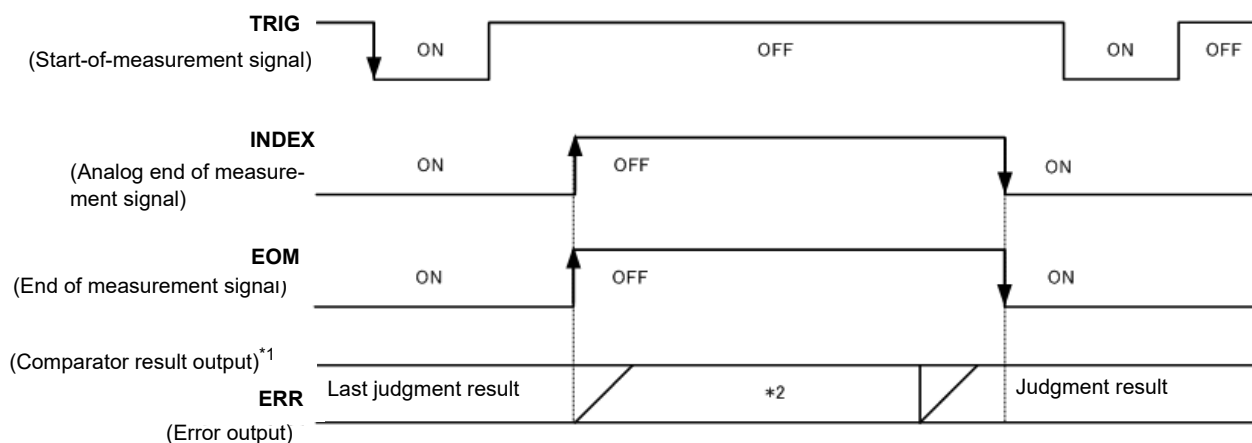 TRIG
(Start-of-measurement signal)
ON
OFF
ON
OFF
INDEX
(Analog end of measure-
ment signal)
ON
OFF
ON
EOM
(End of measurement signal)
ON
OFF
ON
(Comparator result output)*1
ERR
(Error output)
Last judgment result
*2
Judgment result